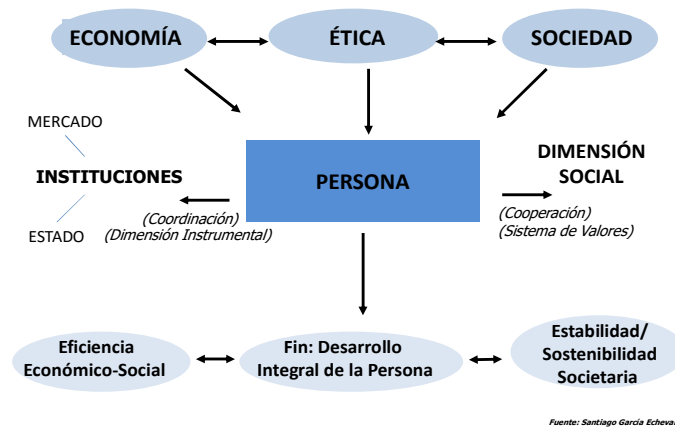 ECONOMÍA
ÉTICA
SOCIEDAD
MERCADO
INSTITUCIONES
ESTADO
(Coordinación)
(Dimensión Instrumental)
PERSONA
DIMENSIÓN
SOCIAL
(Cooperación)
(Sistema de Valores)
Eficiencia
Económico-Social
Fin: Desarrollo
Integral de la Persona
Estabilidad/
Sostenibilidad
Societaria
Fuente: Santiago García